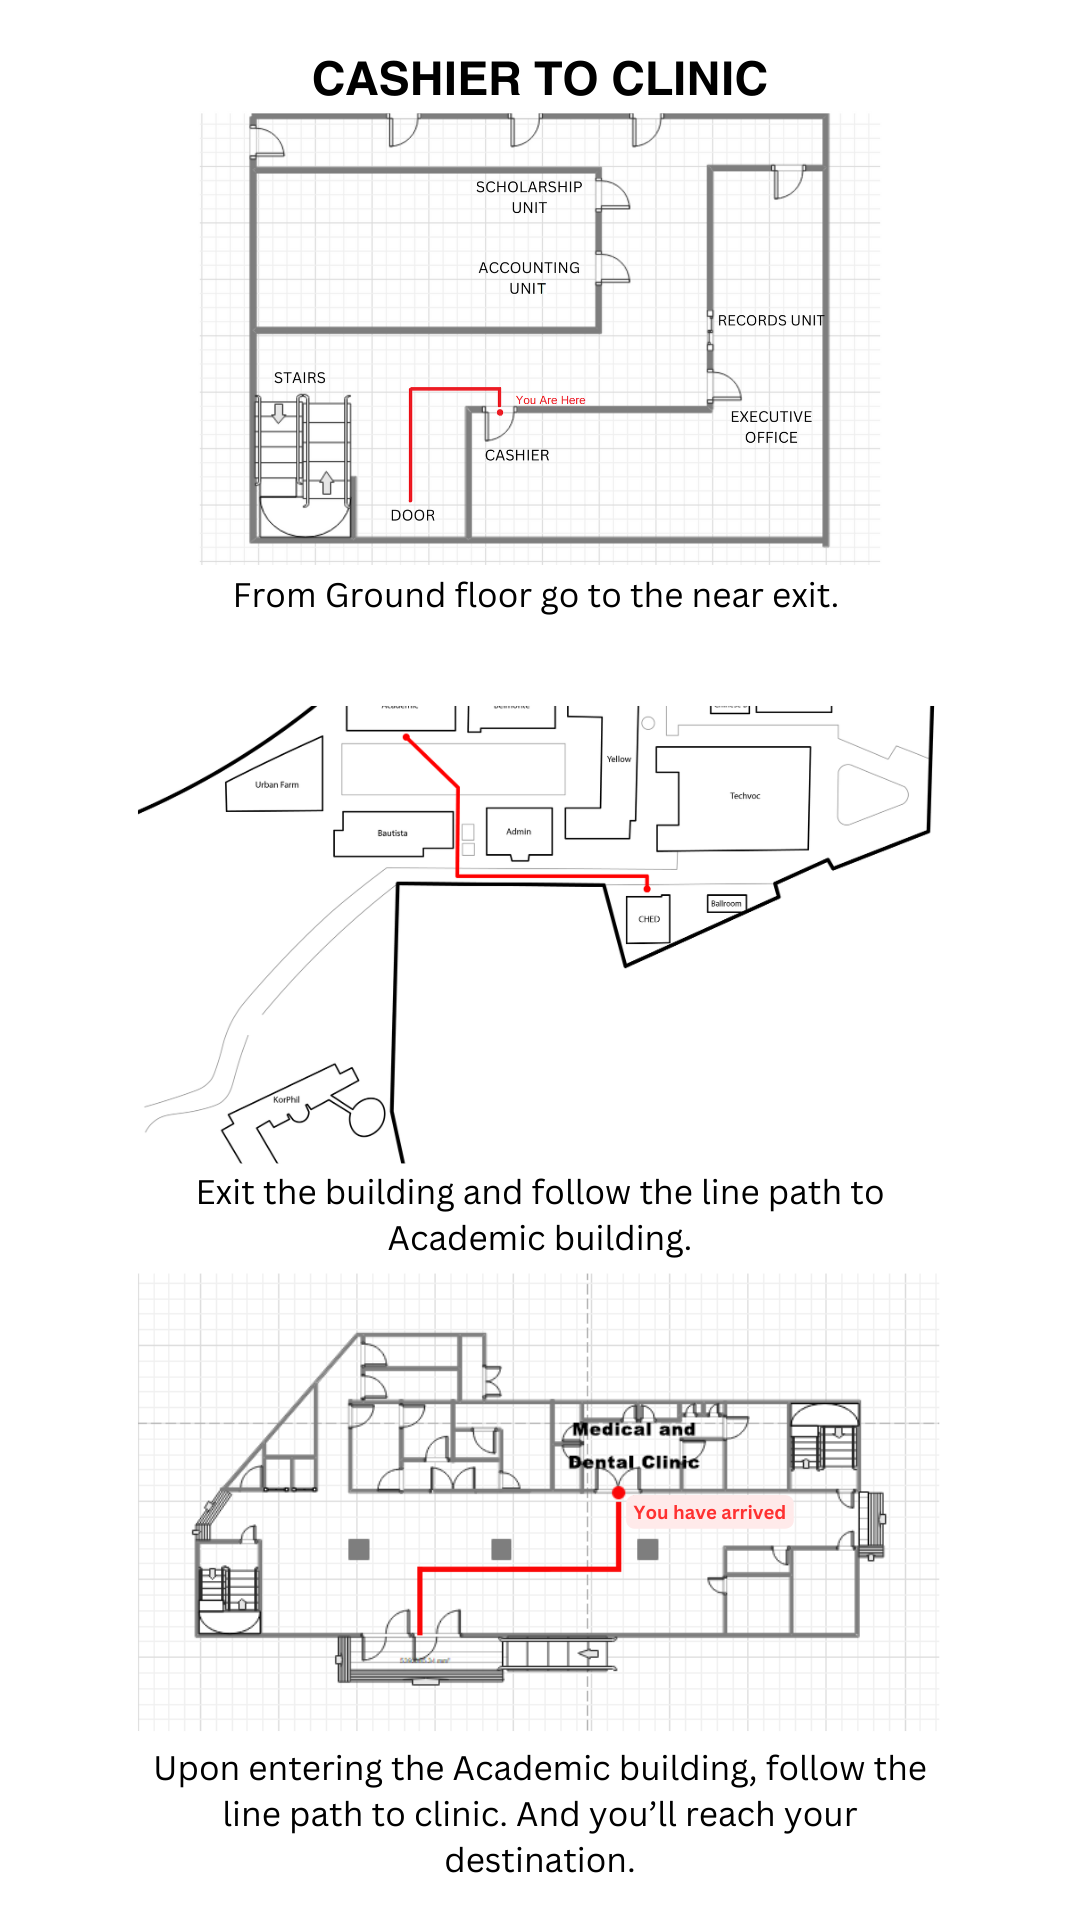 CASHIER TO CLINIC
SCHOLARSHIP
UNIT
ACCOUNTING
UNIT
RECORDS UNIT
STAIRS
You Are Here
EXECUTIVE
OFFICE
CASHIER
DOOR
From Ground floor go to the near exit.
Academic
Belmonte
Yellow
Urban Farm
Techvoc
Bautista
Admin
Ballroom
CHED
KorPhil
Exit the building and follow the line path to
Academic building.
Medical and
Dental Clinic
You have arrived
Upon entering the Academic building, follow the
line path to clinic. And you’ll reach your
destination.